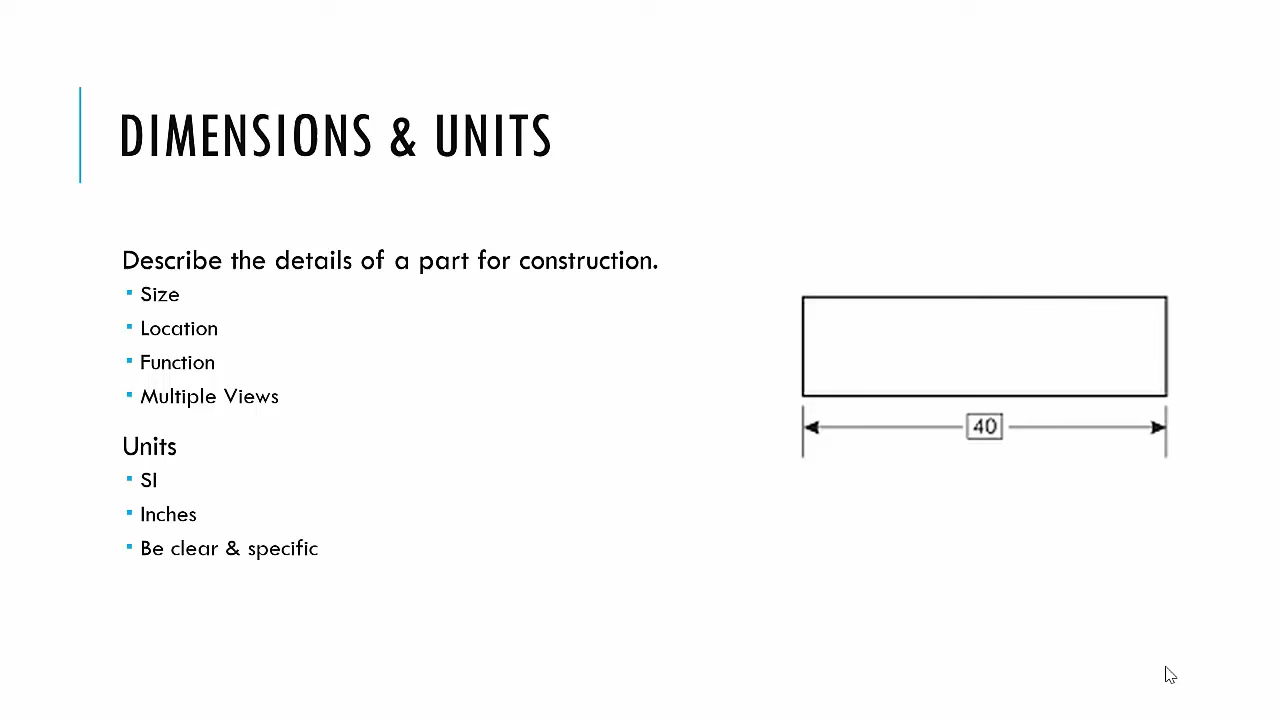 DIMENSIONS & UNITS
Describe the details of a part for construction.
Size
Location
Function
Multiple Views
Units
SI
Inches
Be clear & specific
40